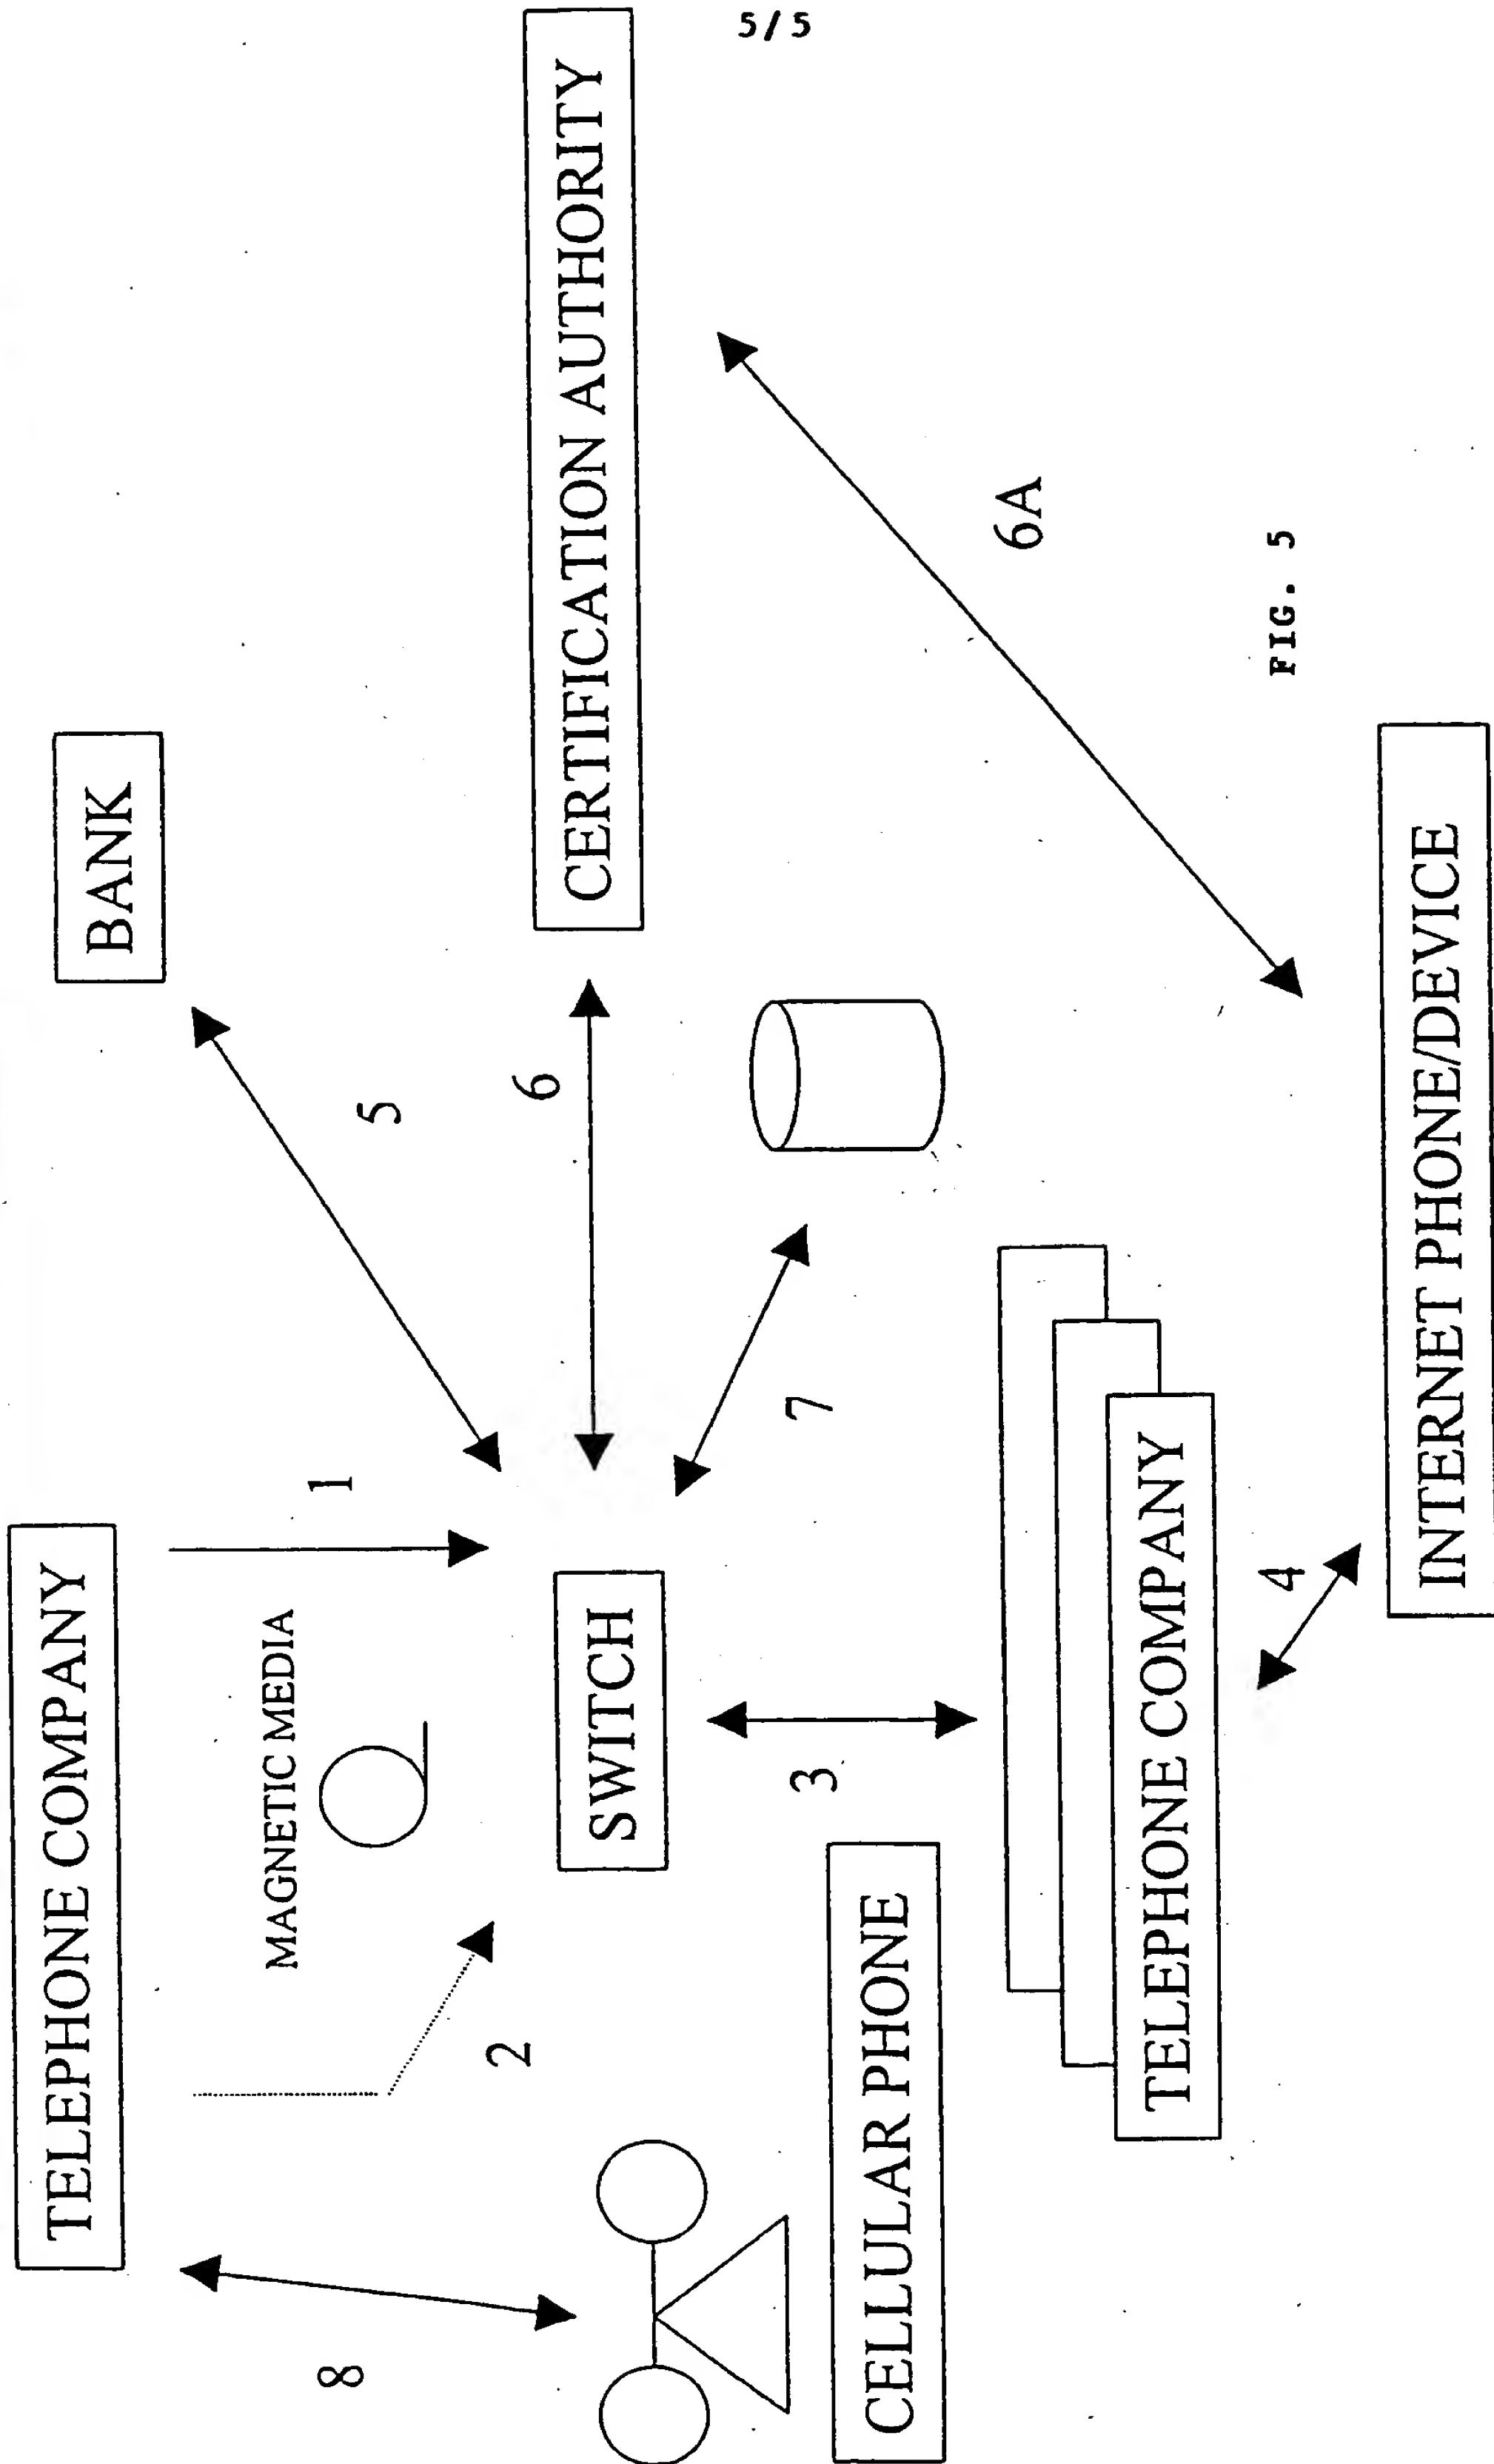 5/5
TELEPHONE COMPANY
BANK
8
1
5
MAGNETIC MEDIA
2
SWITCH
6
CERTIFICATION AUTHORITY
3
7
CELLULAR PHONE
TELEPHONE COMPANY
6A
4
INTERNET PHONE/DEVICE
FIG. 5